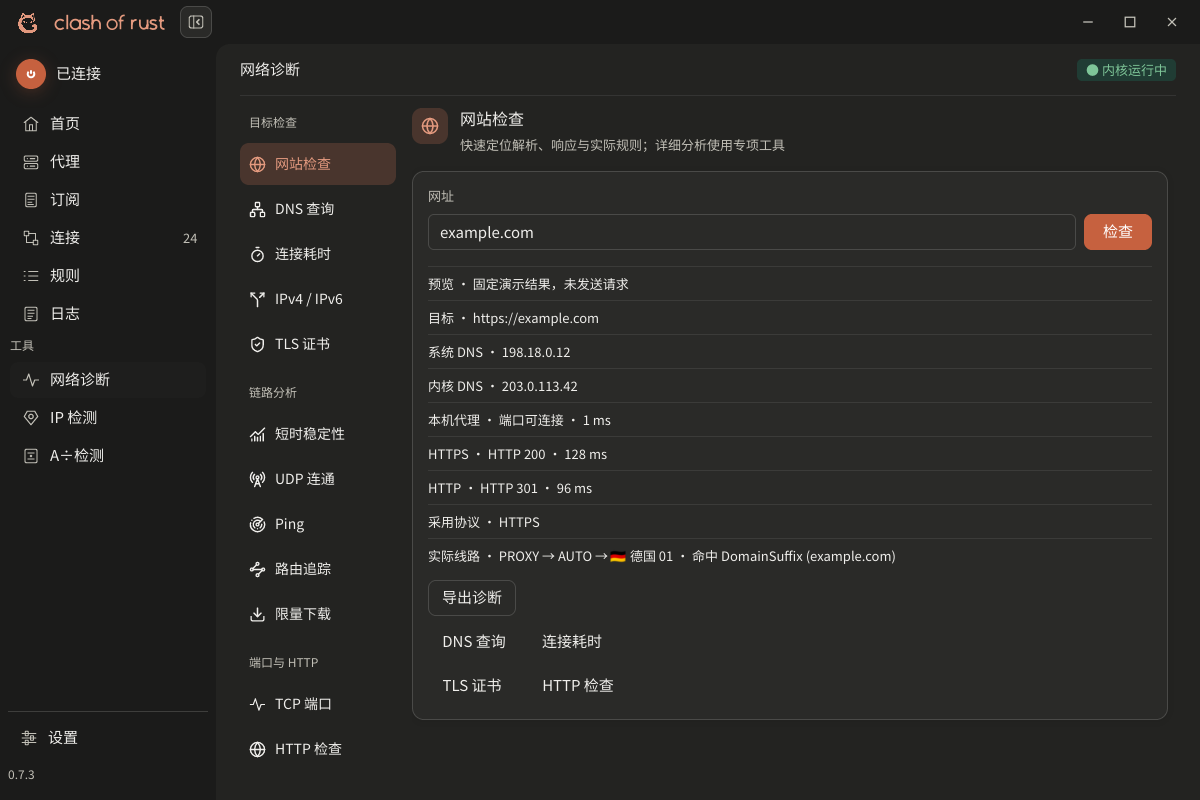 clash of rust
已连接
首页
代理
订阅
连接 24
规则
日志
工具
网络诊断
IP 检测
A÷检测
设置
0.7.3
网络诊断
内核运行中
目标检查
网站检查
DNS 查询
连接耗时
IPv4 / IPv6
TLS 证书
链路分析
短时稳定性
UDP 连通
Ping
路由追踪
限量下载
端口与 HTTP
TCP 端口
HTTP 检查
网站检查
快速定位解析、响应与实际规则；详细分析使用专项工具
网址
example.com 检查
预览 · 固定演示结果，未发送请求
目标 · https://example.com
系统 DNS · 198.18.0.12
内核 DNS · 203.0.113.42
本机代理 · 端口可连接 · 1 ms
HTTPS · HTTP 200 · 128 ms
HTTP · HTTP 301 · 96 ms
采用协议 · HTTPS
实际线路 · PROXY → AUTO → 🇩🇪 德国 01 · 命中 DomainSuffix (example.com)
导出诊断
DNS 查询 连接耗时
TLS 证书 HTTP 检查